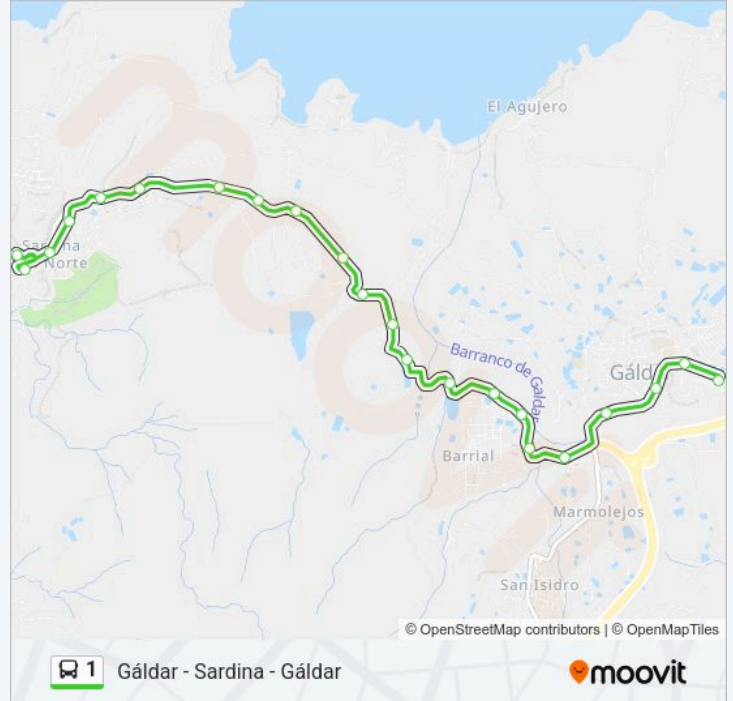 El Agujero
Sardina
Norte
Barranco de Gáldar
Gáld
Barrial
Marmolejos
San Isidro
© OpenStreetMap contributors | © OpenMapTiles
1 Gáldar - Sardina - Gáldar
moovit